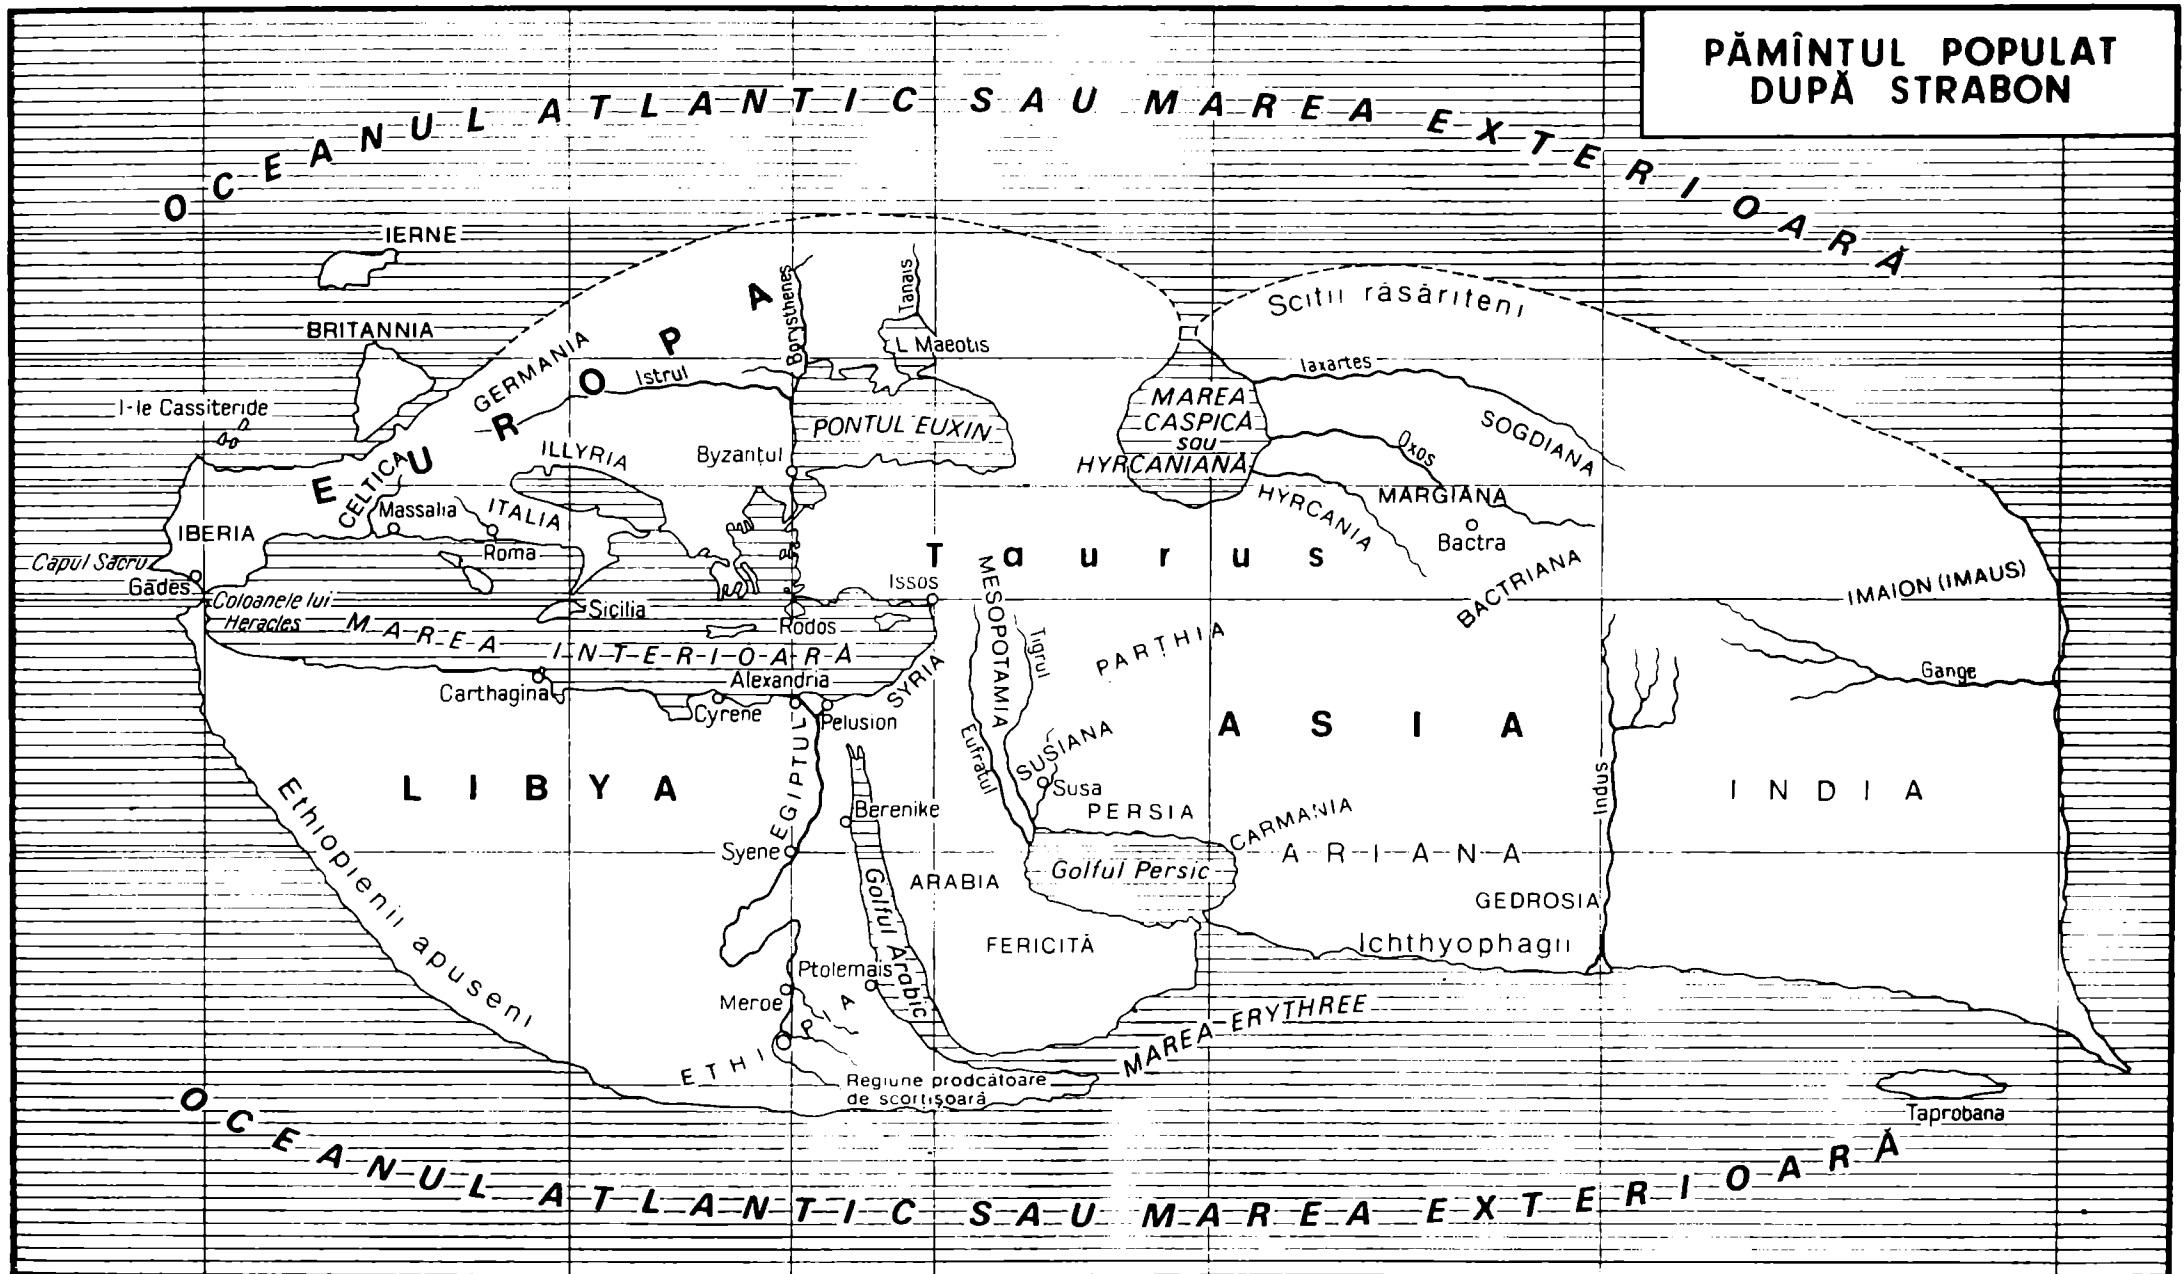 PĂMÎNTUL POPULAT
DUPĂ STRABON
OCEANUL ATLANTIC SAU MAREA EXTERIOARĂ
IERNE
BRITANNIA
I-le Cassiteride
EUROPA
GERMANIA
Istrul
Borysthenes
Tanais
L Maeotis
PONTUL EUXIN
Scitii răsăriteni
Iaxartes
MAREA
CASPICĂ
sau
HYRCANIANĂ
Oxos
SOGDIANA
HYRCANIA
MARGIANA
Bactra
BACTRIANA
CELTICA
ILLYRIA
Byzanțul
Massalia
ITALIA
Roma
IBERIA
Capul Sacru
Gades
Coloanele lui
Heracles
MAREA INTERIOARĂ
Sicilia
Rodos
Issos
Taurus
IMAION (IMAUS)
MESOPOTAMIA
Tigrul
Eufratul
PARȚHIA
SYRIA
Carthagina
Cyrene
Alexandria
Pelusion
EGIPTUL
LIBYA
ASIA
INDIA
Gange
Indus
SUSIANA
Susa
PERSIA
CARMANIA
Berenike
Syene
ARABIA
FERICITĂ
Golful Persic
ARIANA
GEDROSIA
Ichthyophagii
Golful Arabic
Ethiopienii apuseni
Ptolemais
Meroe
ETHIOPIA
Regiune prodcătoare
de scorțișoară
MAREA ERYTHREE
Taprobana
OCEANUL ATLANTIC SAU MAREA EXTERIOARĂ